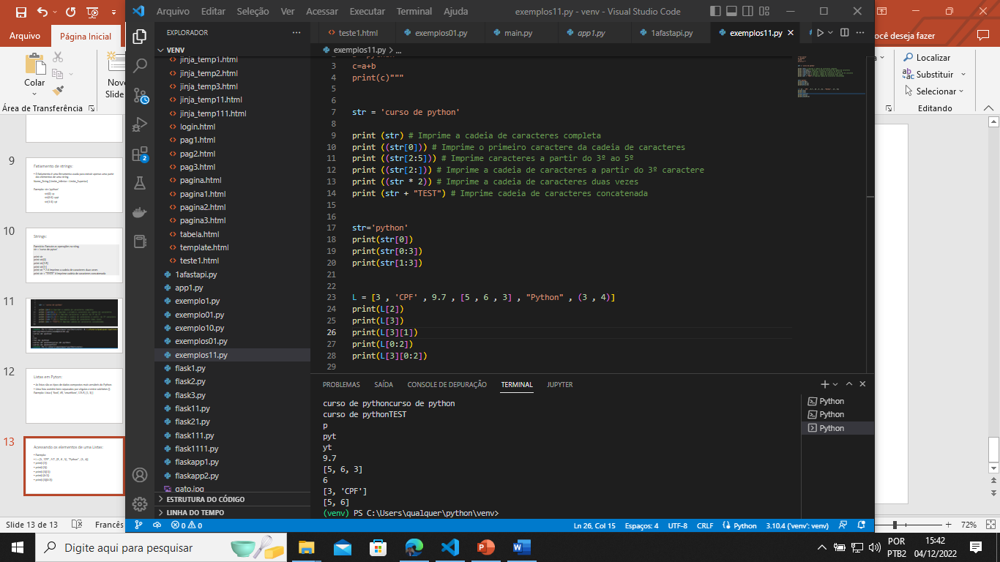 Arquivo
Página Inicial
Colar
Novo
Slide
Área de Transferência
9
Fatiamento de strings:
10
Strings:
11
12
Listas em Pyton:
13
Acessando os elementos de uma Listas:
Slide 13 de 13
Francês
Arquivo Editar Seleção Ver Acessar Executar Terminal Ajuda
exemplos11.py - venv - Visual Studio Code
EXPLORADOR
VENV
jinja_temp1.html
jinja_temp2.html
jinja_temp3.html
jinja_temp11.html
jinja_temp111.html
login.html
pag1.html
pag2.html
pag3.html
pagina.html
pagina1.html
pagina2.html
pagina3.html
tabela.html
template.html
teste1.html
1afastapi.py
app1.py
exemplo1.py
exemplo01.py
exemplo10.py
exemplos01.py
exemplos11.py
flask1.py
flask2.py
flask3.py
flask11.py
flask21.py
flask111.py
flask1111.py
flaskapp1.py
flaskapp2.py
gato.jpg
ESTRUTURA DO CÓDIGO
LINHA DO TEMPO
2
teste1.html
exemplos01.py
main.py
app1.py
1afastapi.py
exemplos11.py
exemplos11.py > ...
3 c=a+b
4 print(c)"""
5
6
7 str = 'curso de python'
8
9 print (str) # Imprime a cadeia de caracteres completa
10 print ((str[0])) # Imprime o primeiro caractere da cadeia de caracteres
11 print ((str[2:5])) # Imprime caracteres a partir do 3º ao 5º
12 print ((str[2:])) # Imprime a cadeia de caracteres a partir do 3º caractere
13 print ((str * 2)) # Imprime a cadeia de caracteres duas vezes
14 print (str + "TEST") # Imprime cadeia de caracteres concatenada
15
16
17 str='python'
18 print(str[0])
19 print(str[0:3])
20 print(str[1:3])
21
22
23 L = [3 , 'CPF' , 9.7 , [5 , 6 , 3] , "Python" , (3 , 4)]
24 print(L[2])
25 print(L[3])
26 print(L[3][1])
27 print(L[0:2])
28 print(L[3][0:2])
29
PROBLEMAS SAÍDA CONSOLE DE DEPURAÇÃO TERMINAL JUPYTER
curso de pythoncurso de python
curso de pythonTEST
p
pyt
yt
9.7
[5, 6, 3]
6
[3, 'CPF']
[5, 6]
(venv) PS C:\Users\qualquer\python\venv>
Python
Python
Python
0 0
Ln 26, Col 15
Espaços: 4
UTF-8
CRLF
Python
3.10.4 ('venv': venv)
ocê deseja fazer
Localizar
Substituir
Selecionar
Editando
72%
Digite aqui para pesquisar
POR
PTB2
15:42
04/12/2022